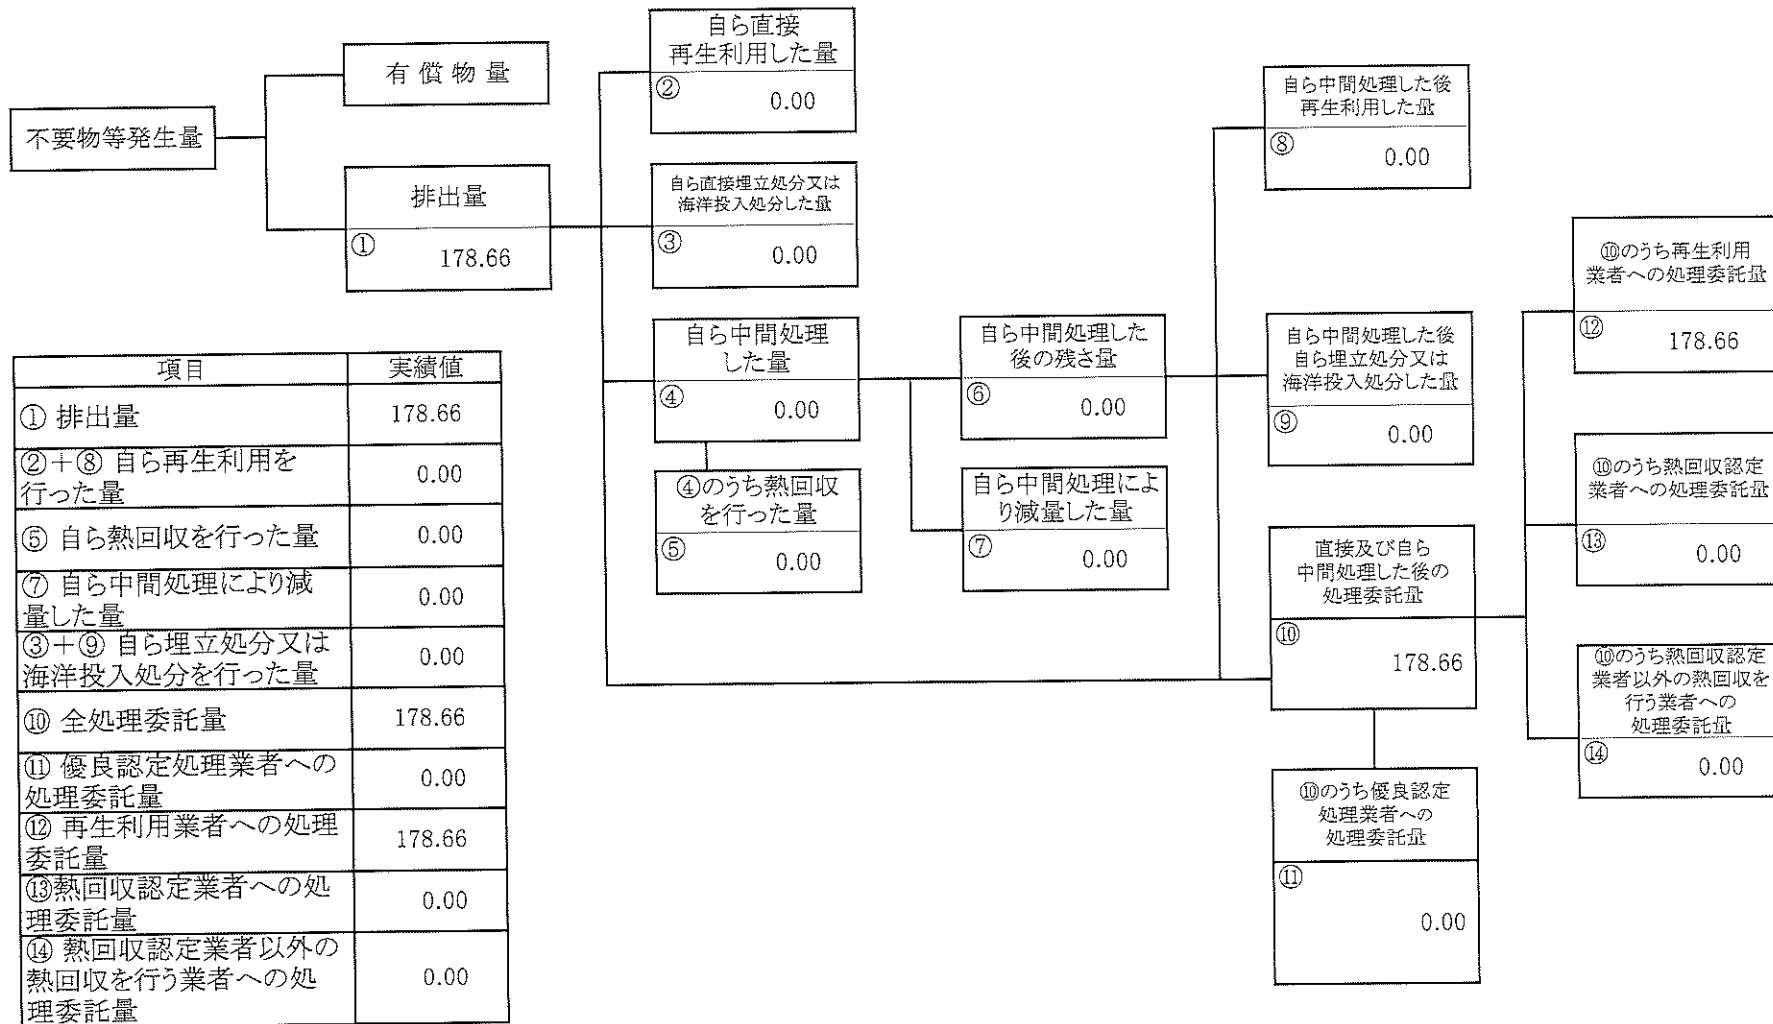 不要物等発生量
有償物量
排出量
①
178.66
自ら直接
再生利用した量
②
0.00
自ら直接埋立処分又は
海洋投入処分した量
③
0.00
自ら中間処理
した量
④
0.00
④のうち熱回収
を行った量
⑤
0.00
自ら中間処理した
後の残さ量
⑥
0.00
自ら中間処理によ
り減量した量
⑦
0.00
自ら中間処理した後
再生利用した量
⑧
0.00
自ら中間処理した後
自ら埋立処分又は
海洋投入処分した量
⑨
0.00
直接及び自ら
中間処理した後の
処理委託量
⑩
178.66
⑩のうち優良認定
処理業者への
処理委託量
⑪
0.00
⑩のうち再生利用
業者への処理委託量
⑫
178.66
⑩のうち熱回収認定
業者への処理委託量
⑬
0.00
⑩のうち熱回収認定
業者以外の熱回収を
行う業者への
処理委託量
⑭
0.00
項目 実績値
① 排出量 178.66
②+⑧ 自ら再生利用を
行った量 0.00
⑤ 自ら熱回収を行った量 0.00
⑦ 自ら中間処理により減
量した量 0.00
③+⑨ 自ら埋立処分又は
海洋投入処分を行った量 0.00
⑩ 全処理委託量 178.66
⑪ 優良認定処理業者への
処理委託量 0.00
⑫ 再生利用業者への処理
委託量 178.66
⑬熱回収認定業者への処
理委託量 0.00
⑭ 熱回収認定業者以外の
熱回収を行う業者への処
理委託量 0.00